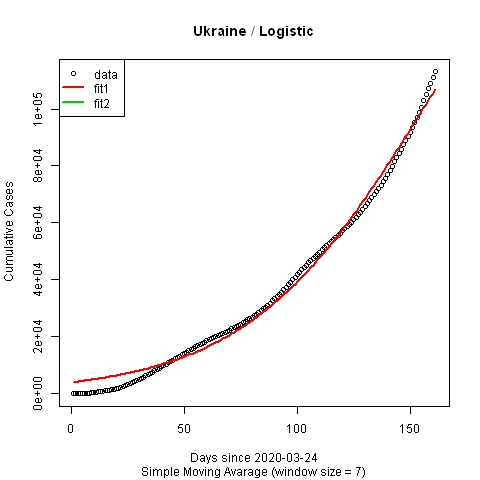 Ukraine / Logistic
data
fit1
fit2
Cumulative Cases
1e+05
8e+04
6e+04
4e+04
2e+04
0e+00
0
50
100
150
Days since 2020-03-24
Simple Moving Avarage (window size = 7)